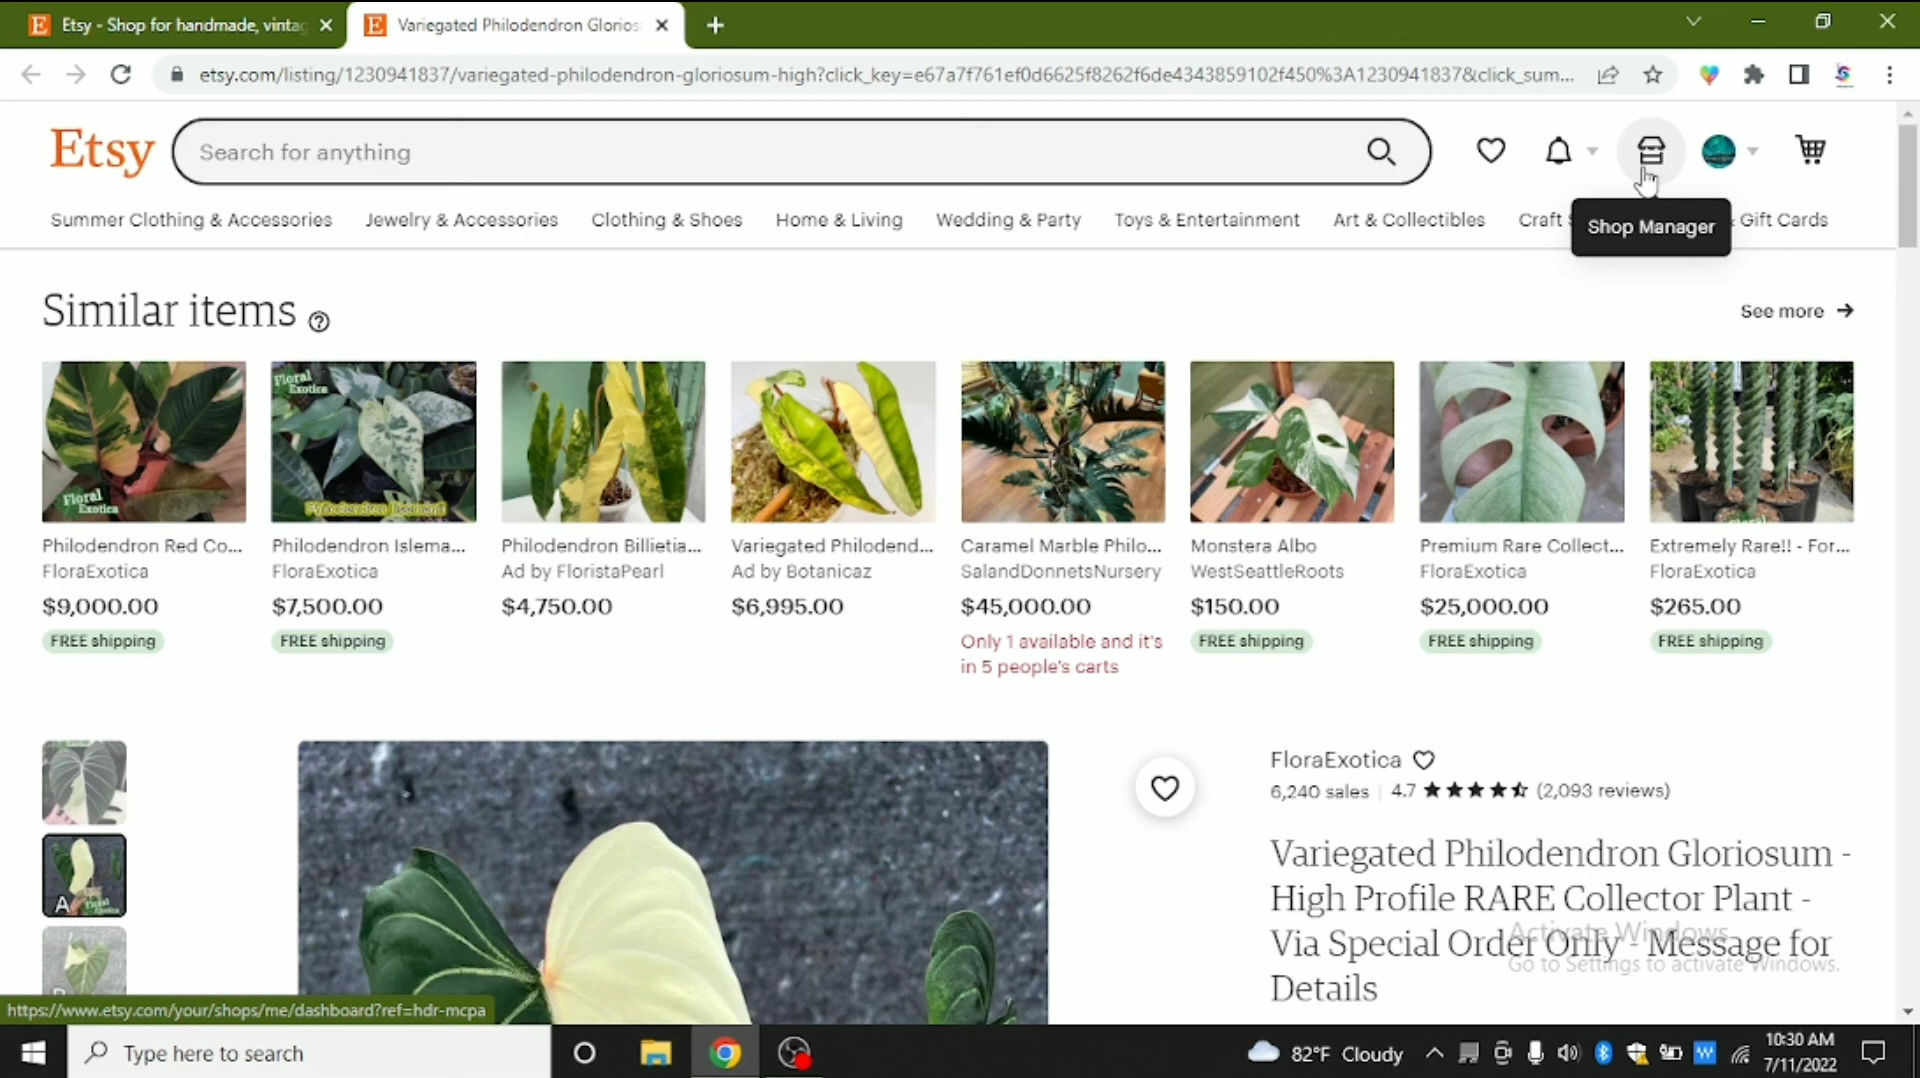 Etsy - Shop for handmade, vintag
Variegated Philodendron Glorios
etsy.com/listing/1230941837/variegated-philodendron-gloriosum-high?click_key=e67a7f761ef0d6625f8262f6de4343859102f450%3A1230941837&click_sum...
Etsy
Search for anything
Summer Clothing & Accessories Jewelry & Accessories Clothing & Shoes Home & Living Wedding & Party Toys & Entertainment Art & Collectibles Craft Gift Cards
Shop Manager
Similar items
See more →
Floral Exotica
Floral Exotica
Philodendron Red Co... Philodendron Islema... Philodendron Billietia... Variegated Philodend... Caramel Marble Philo... Monstera Albo Premium Rare Collect... Extremely Rare!! - For...
FloraExotica FloraExotica Ad by FloristaPearl Ad by Botanicaz SalandDonnetsNursery WestSeattleRoots FloraExotica FloraExotica
$9,000.00 $7,500.00 $4,750.00 $6,995.00 $45,000.00 $150.00 $25,000.00 $265.00
FREE shipping FREE shipping Only 1 available and it's FREE shipping FREE shipping FREE shipping
in 5 people's carts
FloraExotica
6,240 sales 4.7 (2,093 reviews)
Variegated Philodendron Gloriosum -
High Profile RARE Collector Plant -
Via Special Order Only - Message for
Details
A
Activate Windows
Go to Settings to activate Windows.
https://www.etsy.com/your/shops/me/dashboard?ref=hdr-mcpa
Type here to search
82°F Cloudy
10:30 AM
7/11/2022